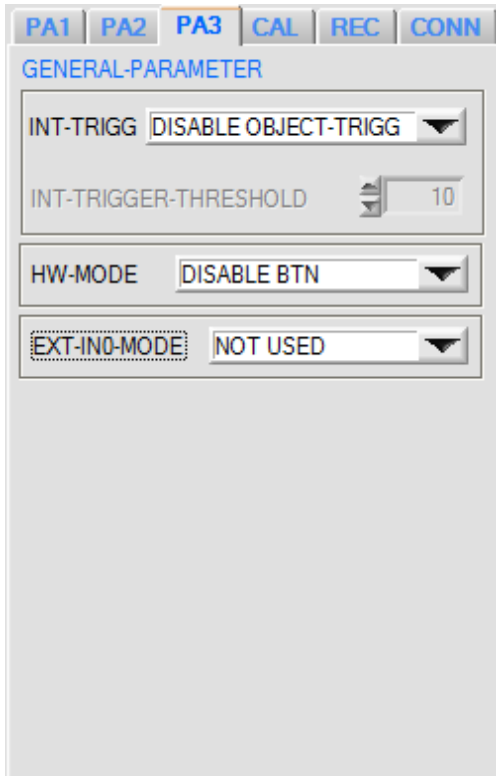 PA1 PA2 PA3 CAL REC CONN
GENERAL-PARAMETER
INT-TRIGG DISABLE OBJECT-TRIGG
INT-TRIGGER-THRESHOLD 10
HW-MODE DISABLE BTN
EXT-IN0-MODE NOT USED